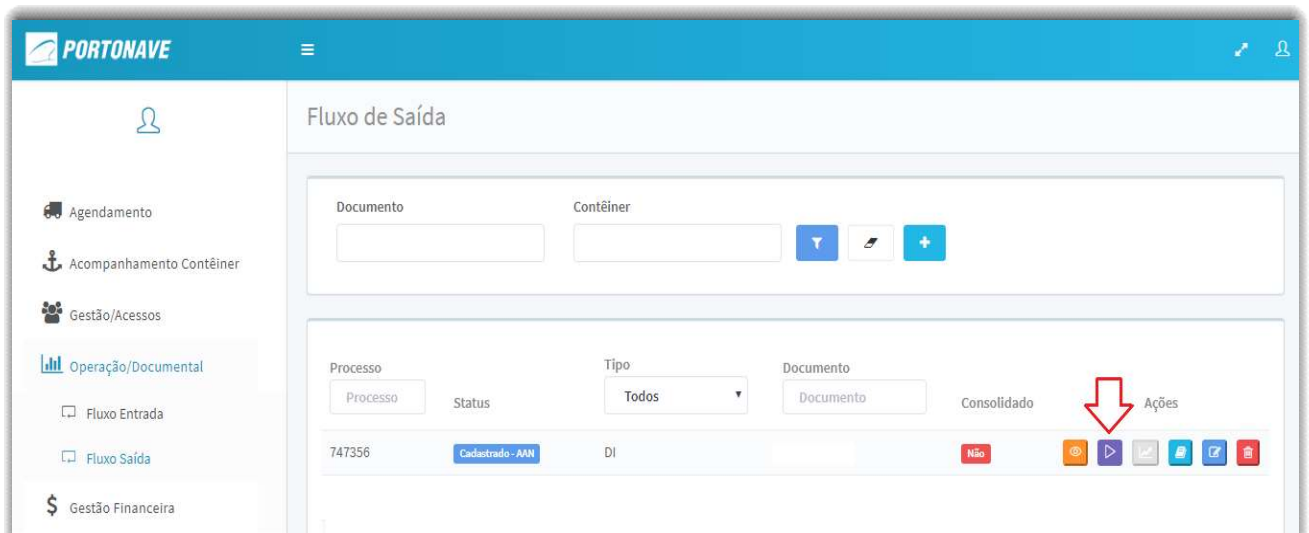 PORTONAVE
Fluxo de Saída
Agendamento
Acompanhamento Contêiner
Gestão/Acessos
Operação/Documental
Fluxo Entrada
Fluxo Saída
Gestão Financeira
Documento Contêiner
Processo Tipo Documento
Processo Status Todos Documento Consolidado Ações
747356 Cadastrado - AAN DI Não